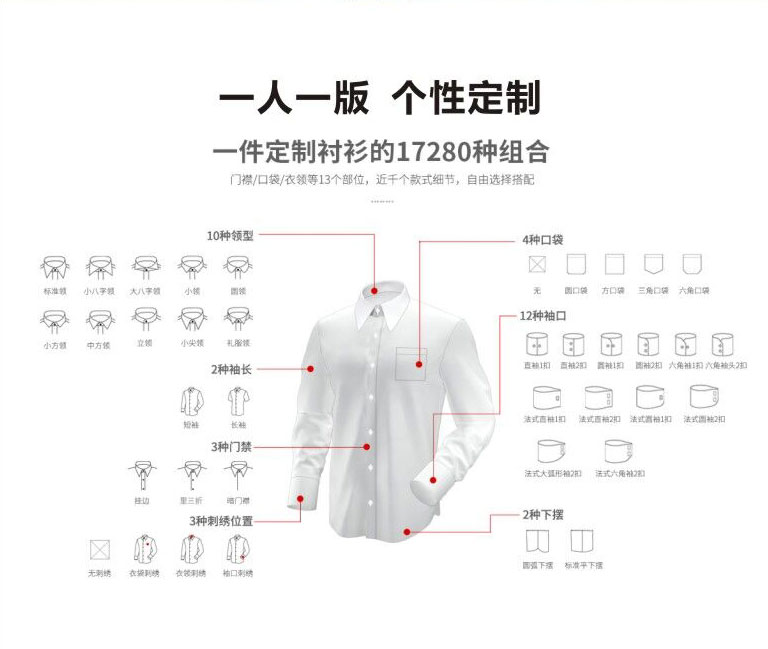 一人一版 个性定制
一件定制衬衫的17280种组合
门襟/口袋/衣领等13个部位，近千个款式细节，自由选择搭配
10种领型
标准领 小八字领 大八字领 小领 圆领
小方领 中方领 立领 小尖领 礼服领
2种袖长
短袖 长袖
3种门禁
挂边 里三折 暗门襟
3种刺绣位置
无刺绣 衣袋刺绣 衣领刺绣 袖口刺绣
4种口袋
无 圆口袋 方口袋 三角口袋 六角口袋
12种袖口
直袖1扣 直袖2扣 圆袖1扣 圆袖2扣 六角袖1扣 六角袖头2扣
法式直袖1扣 法式直袖2扣 法式圆袖1扣 法式圆袖2扣
法式大弧形袖2扣 法式六角袖2扣
2种下摆
圆弧下摆 标准平下摆